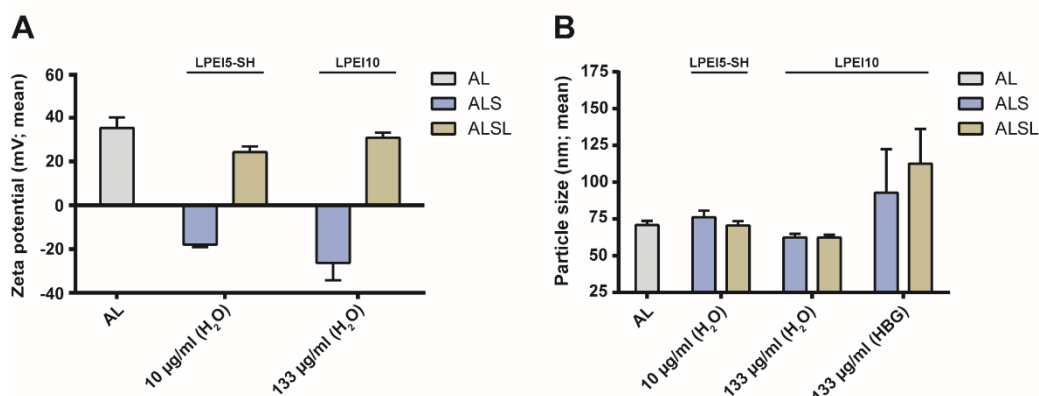 A
LPEI5-SH
LPEI10
Zeta potential (mV; mean)
60
40
20
0
-20
-40
AL
ALS
ALSL
AL
10 µg/ml (H₂O)
133 µg/ml (H₂O)
B
LPEI5-SH
LPEI10
Particle size (nm; mean)
175
150
125
100
75
50
25
AL
ALS
ALSL
AL
10 µg/ml (H₂O)
133 µg/ml (H₂O)
133 µg/ml (HBG)